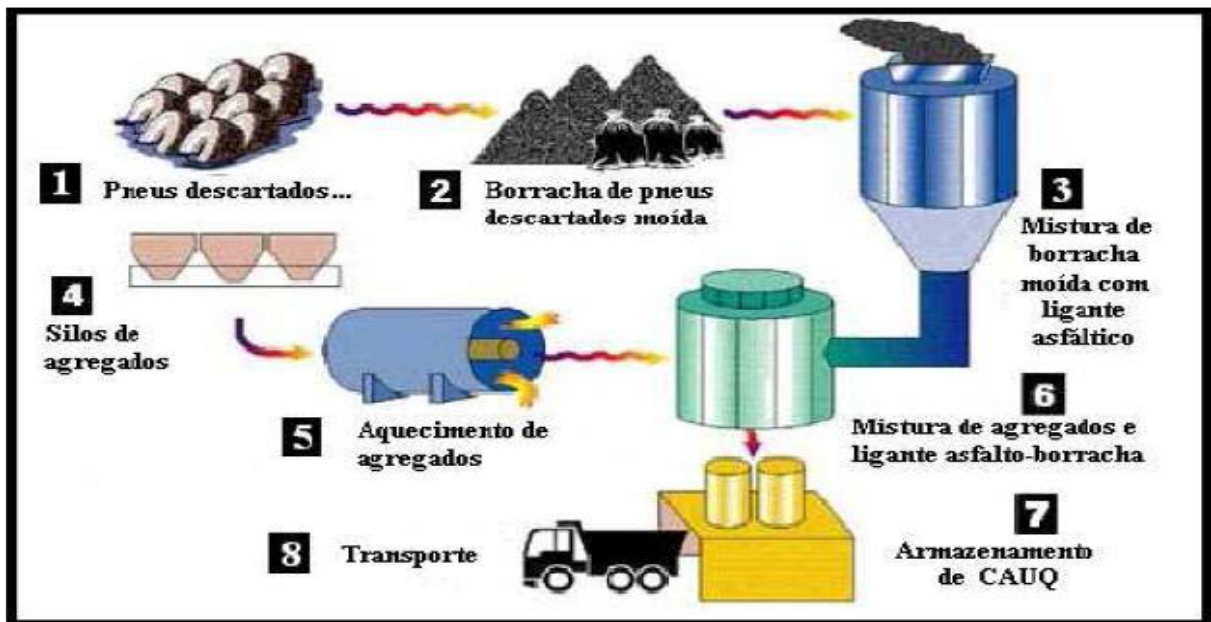 1 Pneus descartados...
2 Borracha de pneus
descartados moída
3
Mistura de
borracha
moída com
ligante
asfáltico
4
Silos de
agregados
5 Aquecimento de
agregados
6
Mistura de agregados e
ligante asfalto-borracha
7
Armazenamento
de CAUQ
8 Transporte